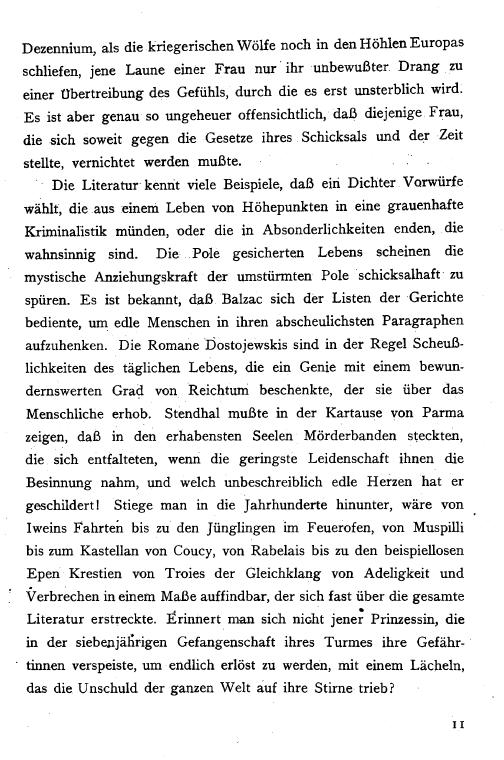 Dezennium, als die kriegerischen Wölfe noch in den Höhlen Europas
schliefen, jene Laune einer Frau nur ihr unbewußter Drang zu
einer Übertreibung des Gefühls, durch die es erst unsterblich wird.
Es ist aber genau so ungeheuer offensichtlich, daß diejenige Frau,
die sich soweit gegen die Gesetze ihres Schicksals und der Zeit
stellte, vernichtet werden mußte.
Die Literatur kennt viele Beispiele, daß ein Dichter Vorwürfe
wählt, die aus einem Leben von Höhepunkten in eine grauenhafte
Kriminalistik münden, oder die in Absonderlichkeiten enden, die
wahnsinnig sind. Die Pole gesicherten Lebens scheinen die
mystische Anziehungskraft der umstürmten Pole schicksalhaft zu
spüren. Es ist bekannt, daß Balzac sich der Listen der Gerichte
bediente, um edle Menschen in ihren abscheulichsten Paragraphen
aufzuhenken. Die Romane Dostojewskis sind in der Regel Scheuß-
lichkeiten des täglichen Lebens, die ein Genie mit einem bewun-
dernswerten Grad von Reichtum beschenkte, der sie über das
Menschliche erhob. Stendhal mußte in der Kartause von Parma
zeigen, daß in den erhabensten Seelen Mörderbanden steckten,
die sich entfalteten, wenn die geringste Leidenschaft ihnen die
Besinnung nahm, und welch unbeschreiblich edle Herzen hat er
geschildert! Stiege man in die Jahrhunderte hinunter, wäre von
Iweins Fahrten bis zu den Jünglingen im Feuerofen, von Muspilli
bis zum Kastellan von Coucy, von Rabelais bis zu den beispiellosen
Epen Krestien von Troies der Gleichklang von Adeligkeit und
Verbrechen in einem Maße auffindbar, der sich fast über die gesamte
Literatur erstreckte. Erinnert man sich nicht jener Prinzessin, die
in der siebenjährigen Gefangenschaft ihres Turmes ihre Gefähr-
tinnen verspeiste, um endlich erlöst zu werden, mit einem Lächeln,
das die Unschuld der ganzen Welt auf ihre Stirne trieb?
11